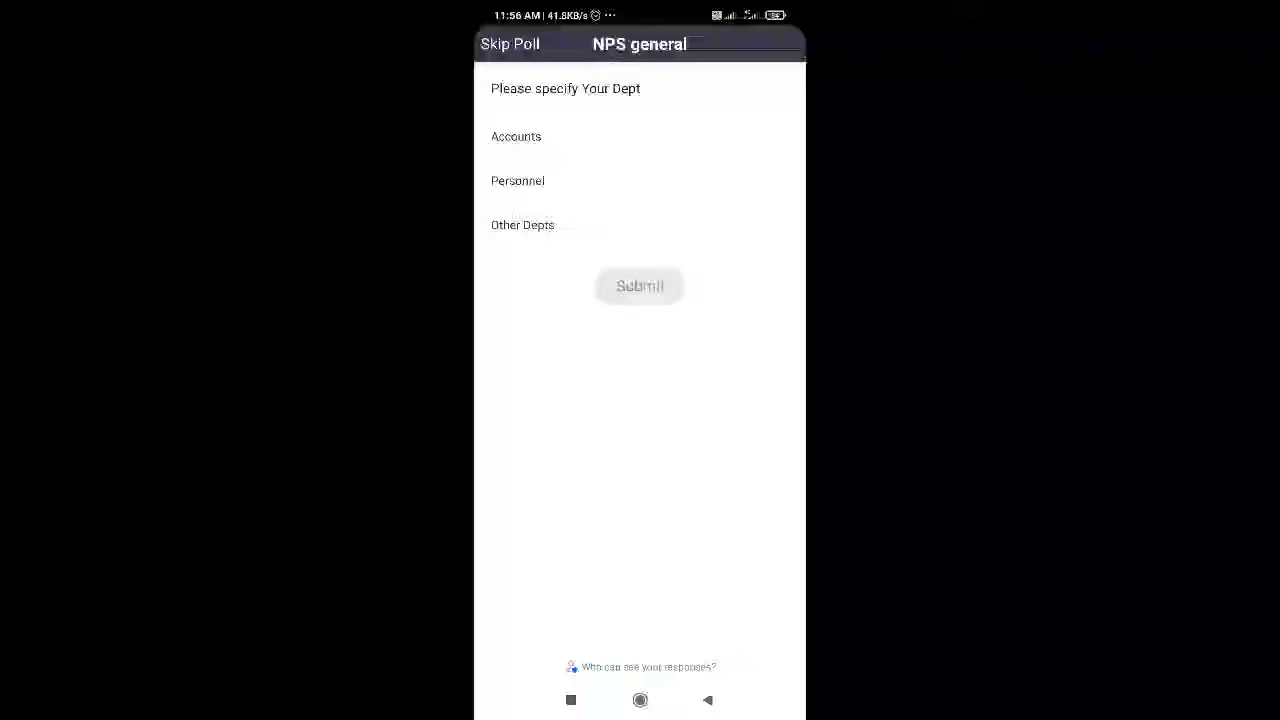 11:56 AM | 41.8KB/s
Skip Poll
NPS general
Please specify Your Dept
Accounts
Personnel
Other Depts
Submit
Who can see your responses?